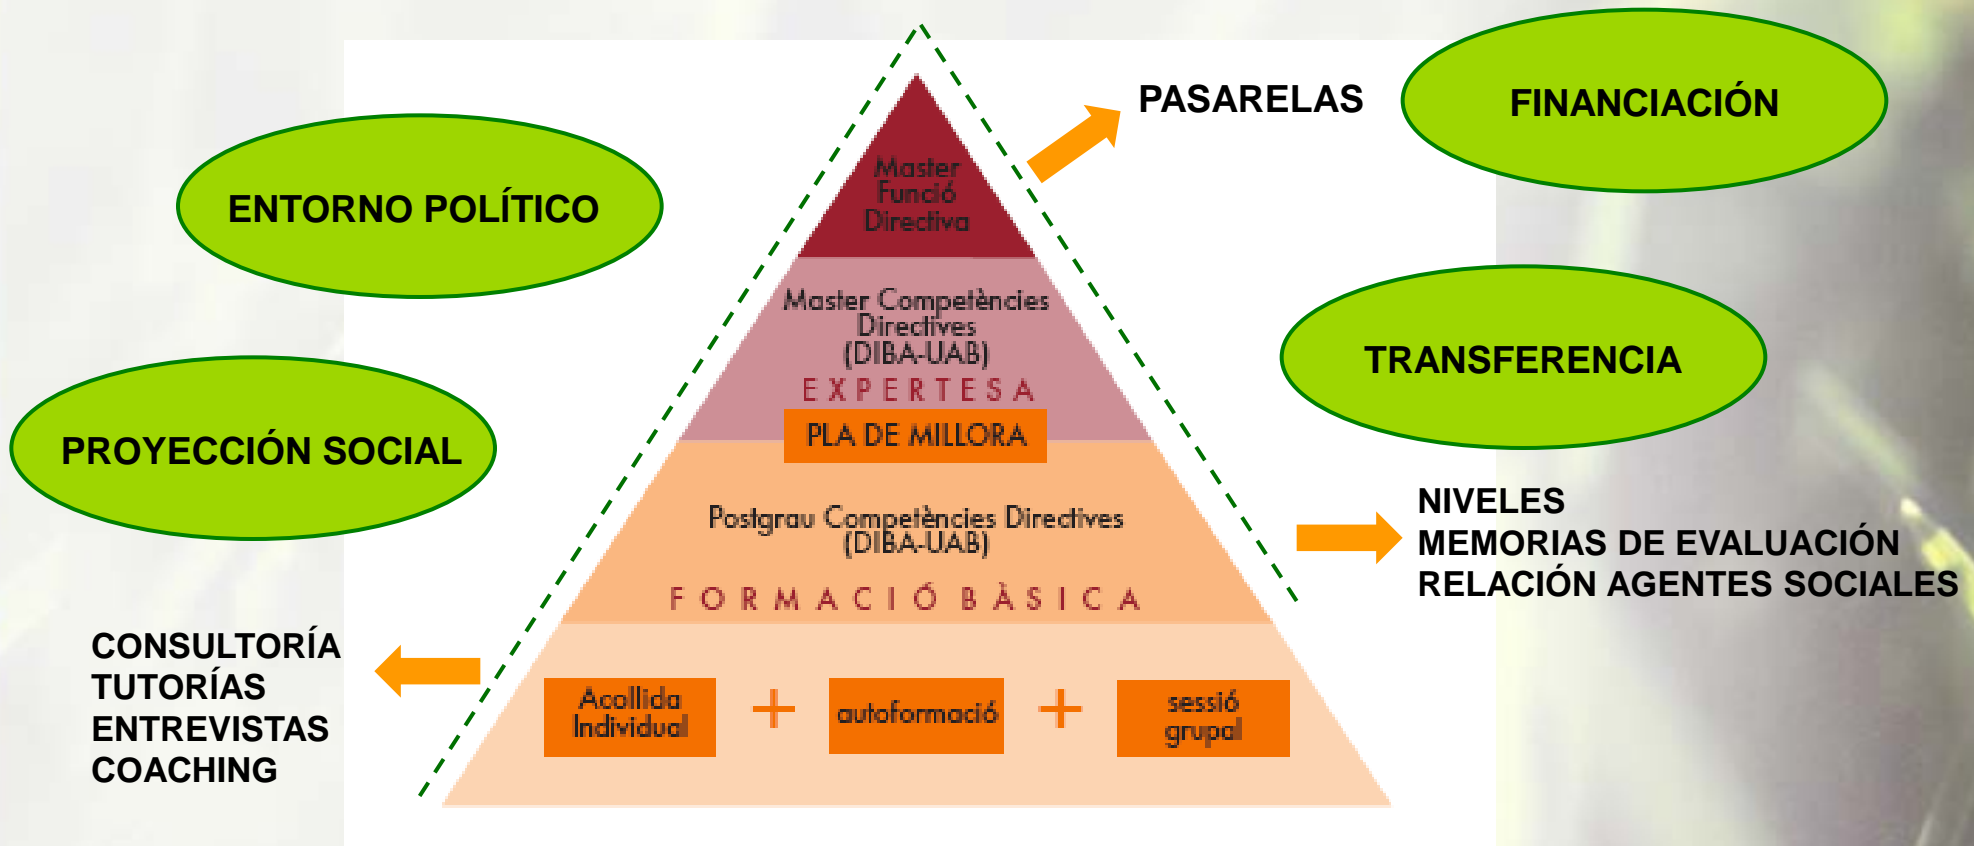 PASARELAS
FINANCIACIÓN
ENTORNO POLÍTICO
Master
Funció
Directiva
Master Competències
Directives
(DIBA-UAB)
EXPERTESA
PLA DE MILLORA
TRANSFERENCIA
PROYECCIÓN SOCIAL
Postgrau Competències Directives
(DIBA-UAB)
FORMACIÓ BÀSICA
NIVELES
MEMORIAS DE EVALUACIÓN
RELACIÓN AGENTES SOCIALES
CONSULTORÍA
TUTORÍAS
ENTREVISTAS
COACHING
Acollida
Individual
+
autoformació
+
sessió
grupal